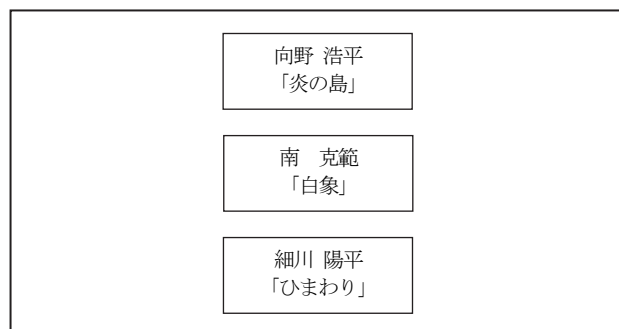 向野 浩平
「炎の島」
南　克範
「白象」
細川 陽平
「ひまわり」